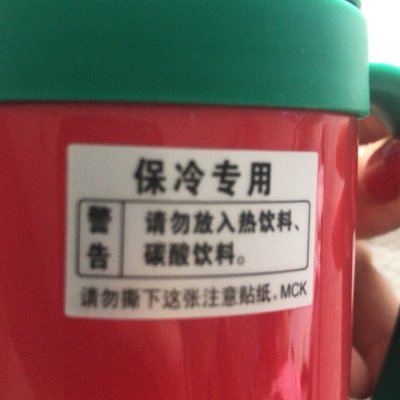 保冷专用
警告
请勿放入热饮料、
碳酸饮料。
请勿撕下这张注意贴纸。MCK